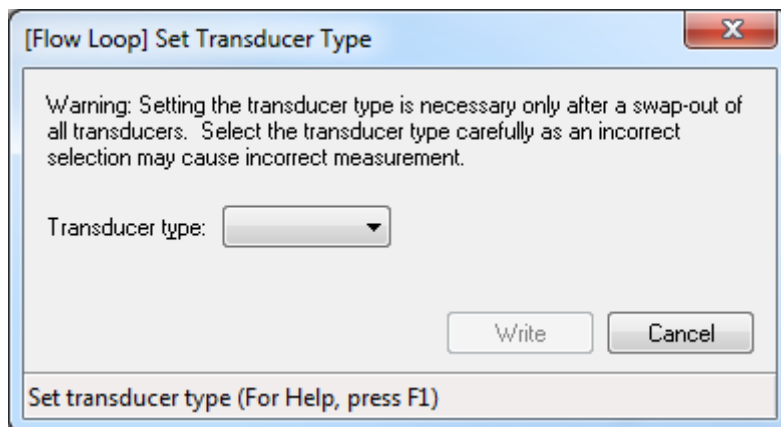 [Flow Loop] Set Transducer Type
Warning: Setting the transducer type is necessary only after a swap-out of
all transducers.  Select the transducer type carefully as an incorrect
selection may cause incorrect measurement.
Transducer type:
Write Cancel
Set transducer type (For Help, press F1)